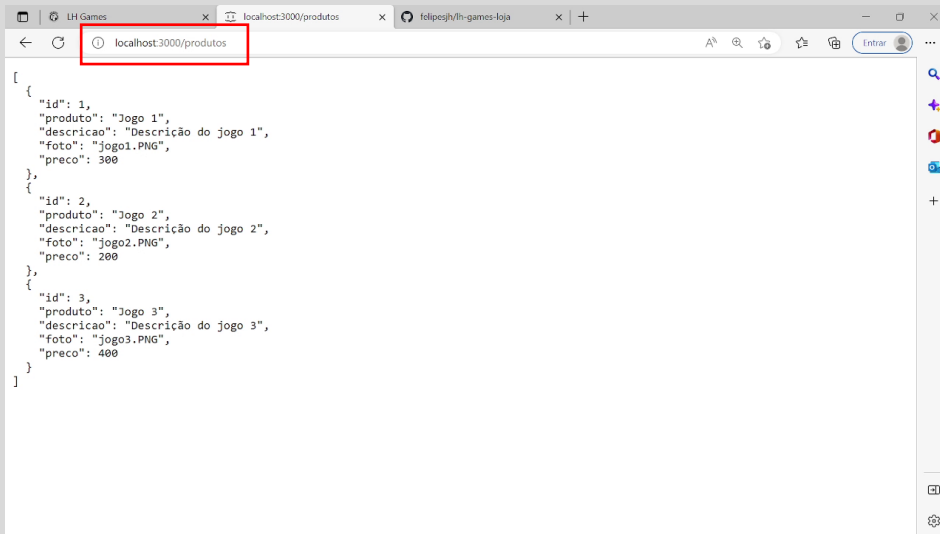 LH Games
localhost:3000/produtos
felipesjh/lh-games-loja
localhost:3000/produtos
Entrar
[
{
"id": 1,
"produto": "Jogo 1",
"descricao": "Descrição do jogo 1",
"foto": "jogo1.PNG",
"preco": 300
},
{
"id": 2,
"produto": "Jogo 2",
"descricao": "Descrição do jogo 2",
"foto": "jogo2.PNG",
"preco": 200
},
{
"id": 3,
"produto": "Jogo 3",
"descricao": "Descrição do jogo 3",
"foto": "jogo3.PNG",
"preco": 400
}
]